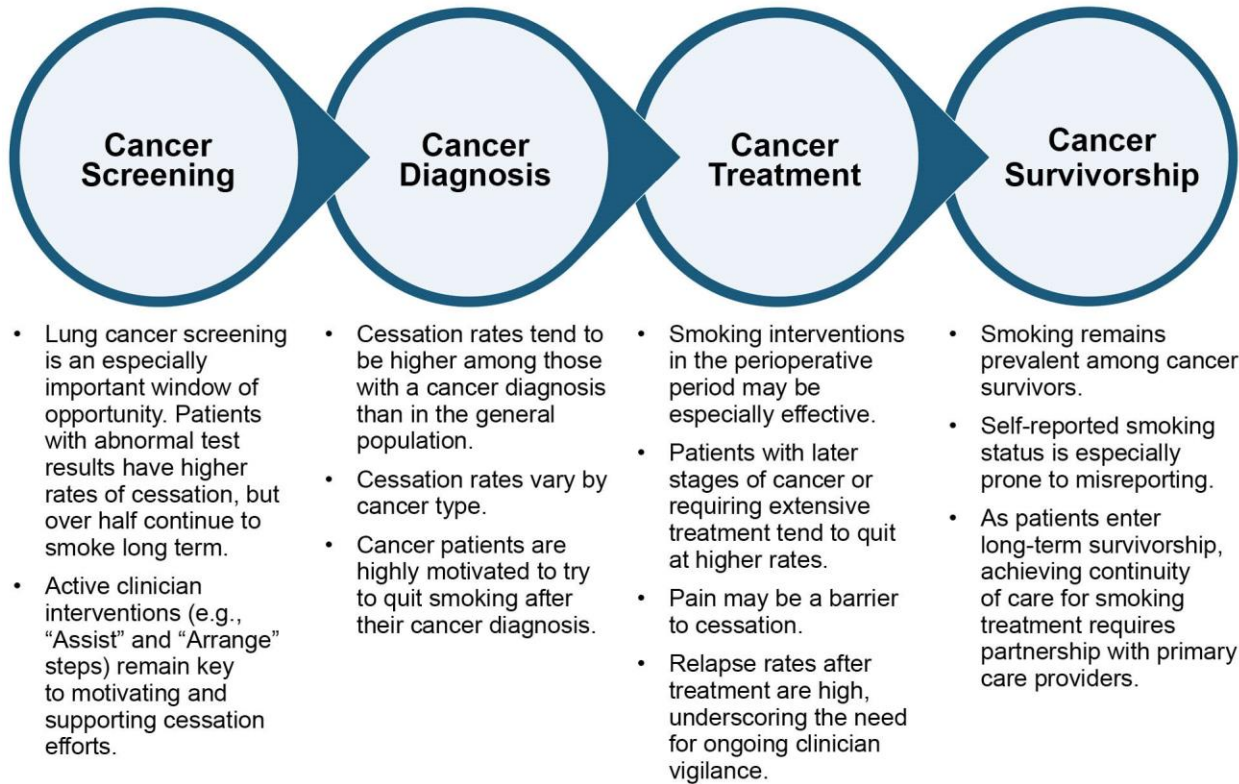 Cancer
Screening
Cancer
Diagnosis
Cancer
Treatment
Cancer
Survivorship
• Lung cancer screening
is an especially
important window of
opportunity. Patients
with abnormal test
results have higher
rates of cessation, but
over half continue to
smoke long term.
• Active clinician
interventions (e.g.,
“Assist” and “Arrange”
steps) remain key
to motivating and
supporting cessation
efforts.
• Cessation rates tend to
be higher among those
with a cancer diagnosis
than in the general
population.
• Cessation rates vary by
cancer type.
• Cancer patients are
highly motivated to try
to quit smoking after
their cancer diagnosis.
• Smoking interventions
in the perioperative
period may be
especially effective.
• Patients with later
stages of cancer or
requiring extensive
treatment tend to quit
at higher rates.
• Pain may be a barrier
to cessation.
• Relapse rates after
treatment are high,
underscoring the need
for ongoing clinician
vigilance.
• Smoking remains
prevalent among cancer
survivors.
• Self-reported smoking
status is especially
prone to misreporting.
• As patients enter
long-term survivorship,
achieving continuity
of care for smoking
treatment requires
partnership with primary
care providers.